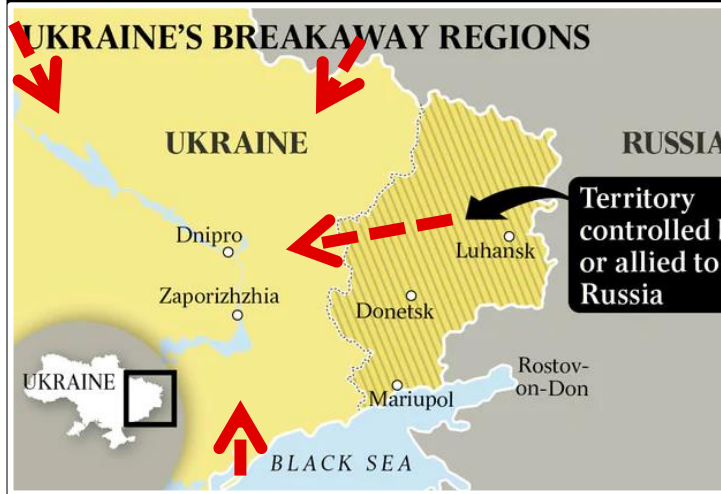 UKRAINE'S BREAKAWAY REGIONS
UKRAINE
RUSSIA
Territory
controlled
or allied to
Russia
Dnipro
Luhansk
Zaporizhzhia
Donetsk
Rostov-
on-Don
UKRAINE
Mariupol
BLACK SEA